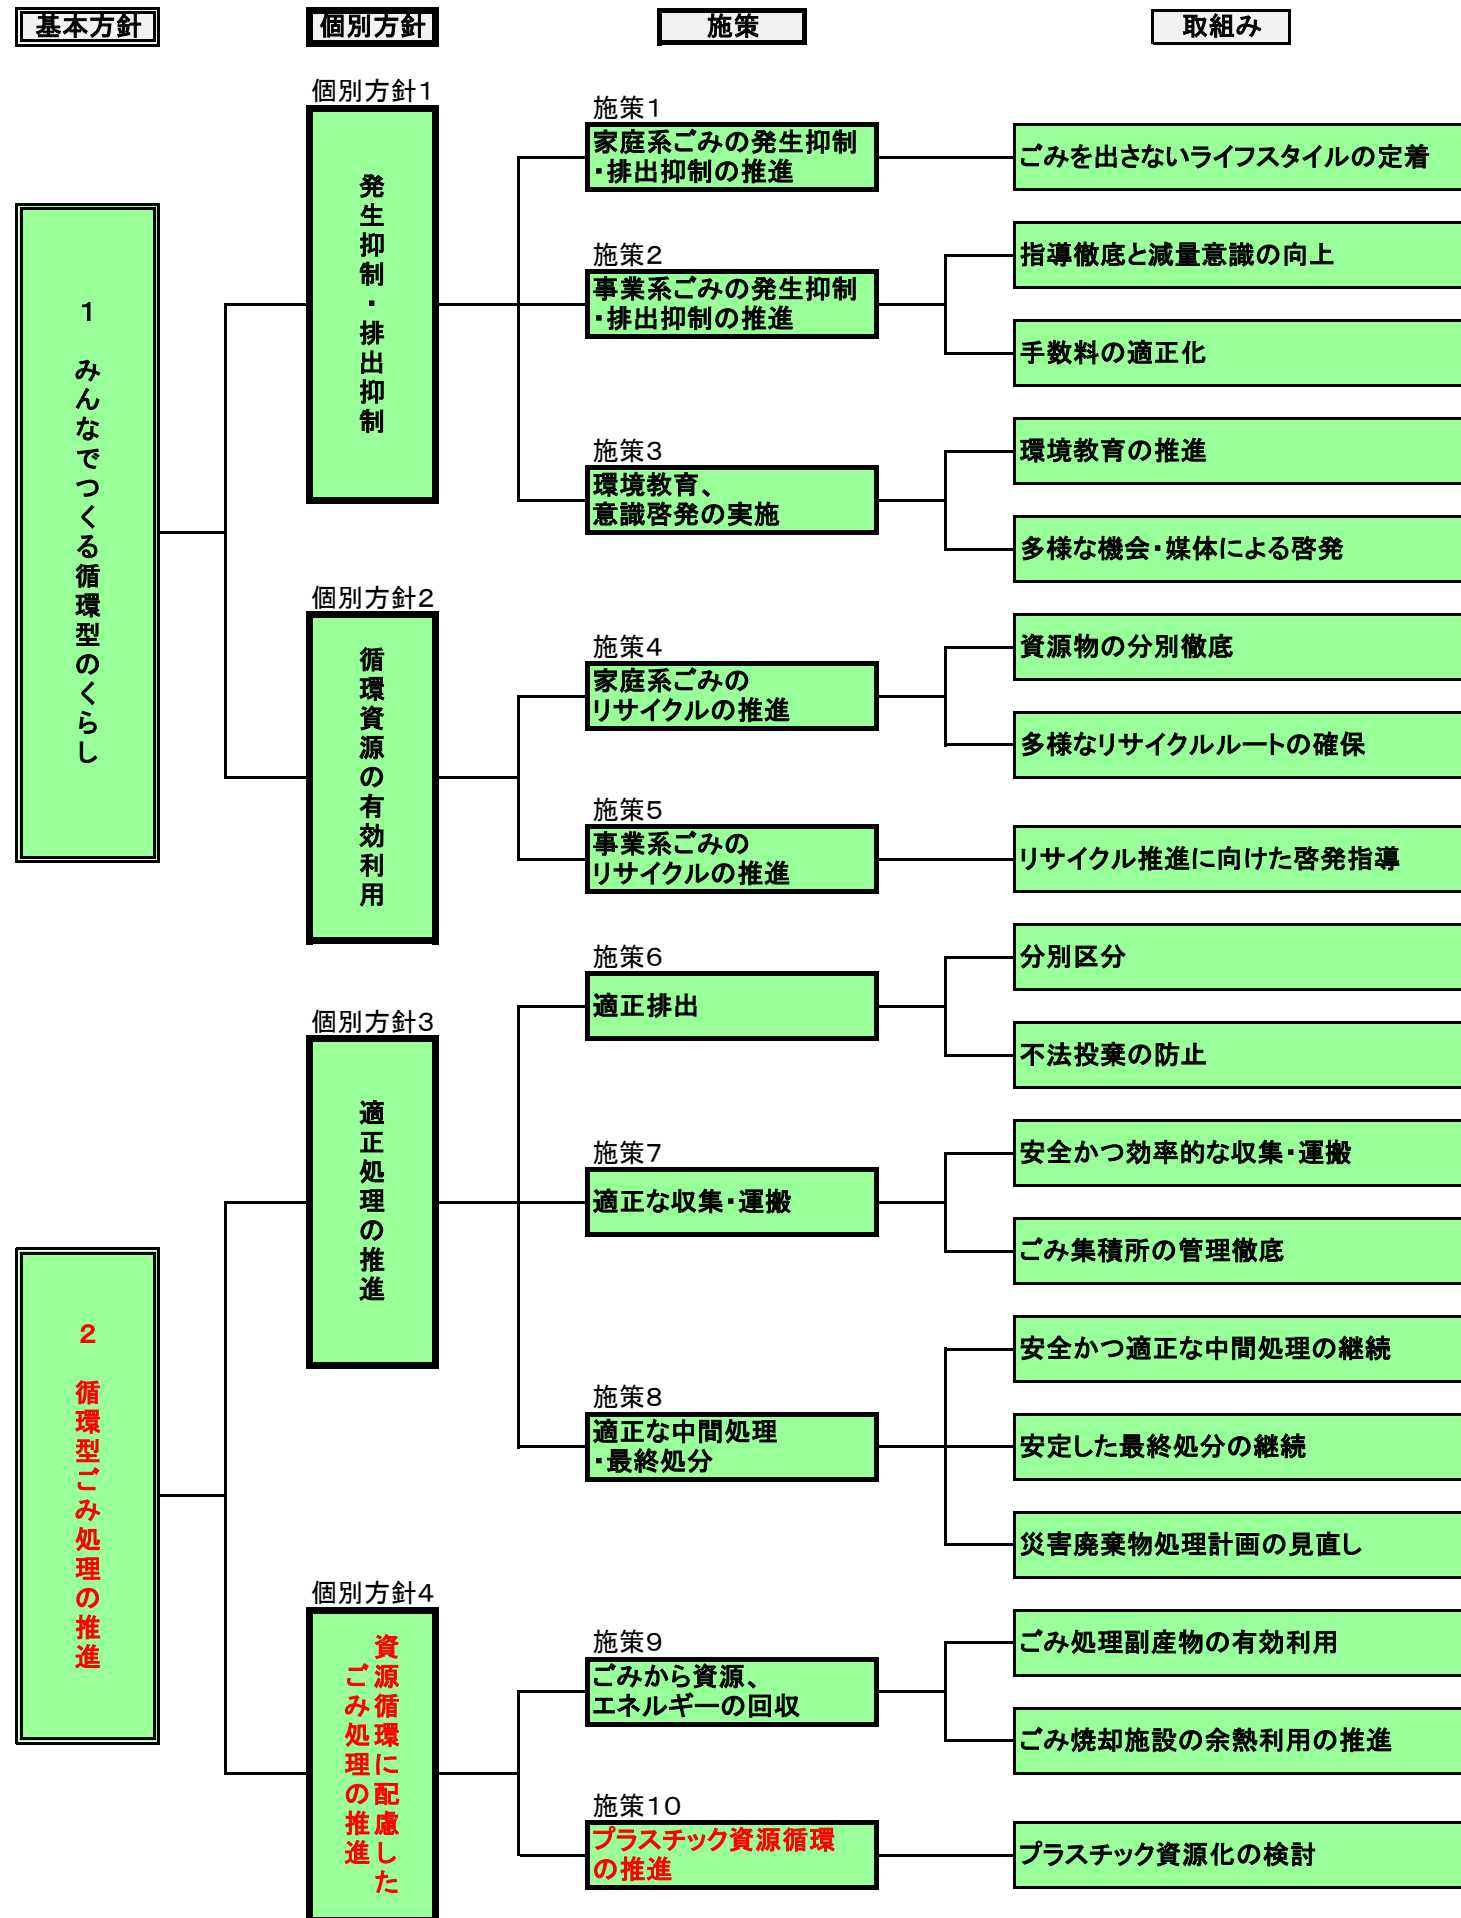 基本方針
個別方針
施策
取組み
1 みんなでつくる循環型のくらし
個別方針1
発生抑制・排出抑制
施策1
家庭系ごみの発生抑制
・排出抑制の推進
ごみを出さないライフスタイルの定着
施策2
事業系ごみの発生抑制
・排出抑制の推進
指導徹底と減量意識の向上
手数料の適正化
施策3
環境教育、
意識啓発の実施
環境教育の推進
多様な機会・媒体による啓発
個別方針2
循環資源の有効利用
施策4
家庭系ごみの
リサイクルの推進
資源物の分別徹底
多様なリサイクルルートの確保
施策5
事業系ごみの
リサイクルの推進
リサイクル推進に向けた啓発指導
2 循環型ごみ処理の推進
個別方針3
適正処理の推進
施策6
適正排出
分別区分
不法投棄の防止
施策7
適正な収集・運搬
安全かつ効率的な収集・運搬
ごみ集積所の管理徹底
施策8
適正な中間処理
・最終処分
安全かつ適正な中間処理の継続
安定した最終処分の継続
災害廃棄物処理計画の見直し
個別方針4
資源循環に配慮した
ごみ処理の推進
施策9
ごみから資源、
エネルギーの回収
ごみ処理副産物の有効利用
ごみ焼却施設の余熱利用の推進
施策10
プラスチック資源循環
の推進
プラスチック資源化の検討